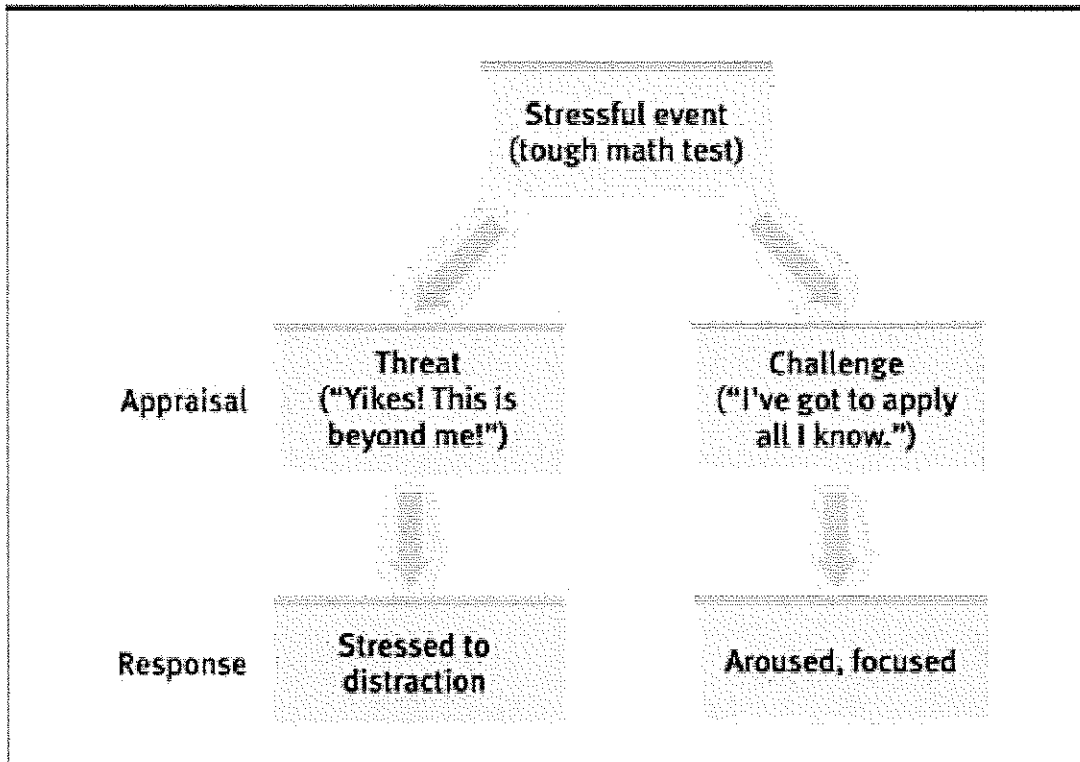 Stressful event
(tough math test)
Appraisal
Threat
("Yikes! This is
beyond me!")
Challenge
("I've got to apply
all I know.")
Response
Stressed to
distraction
Aroused, focused